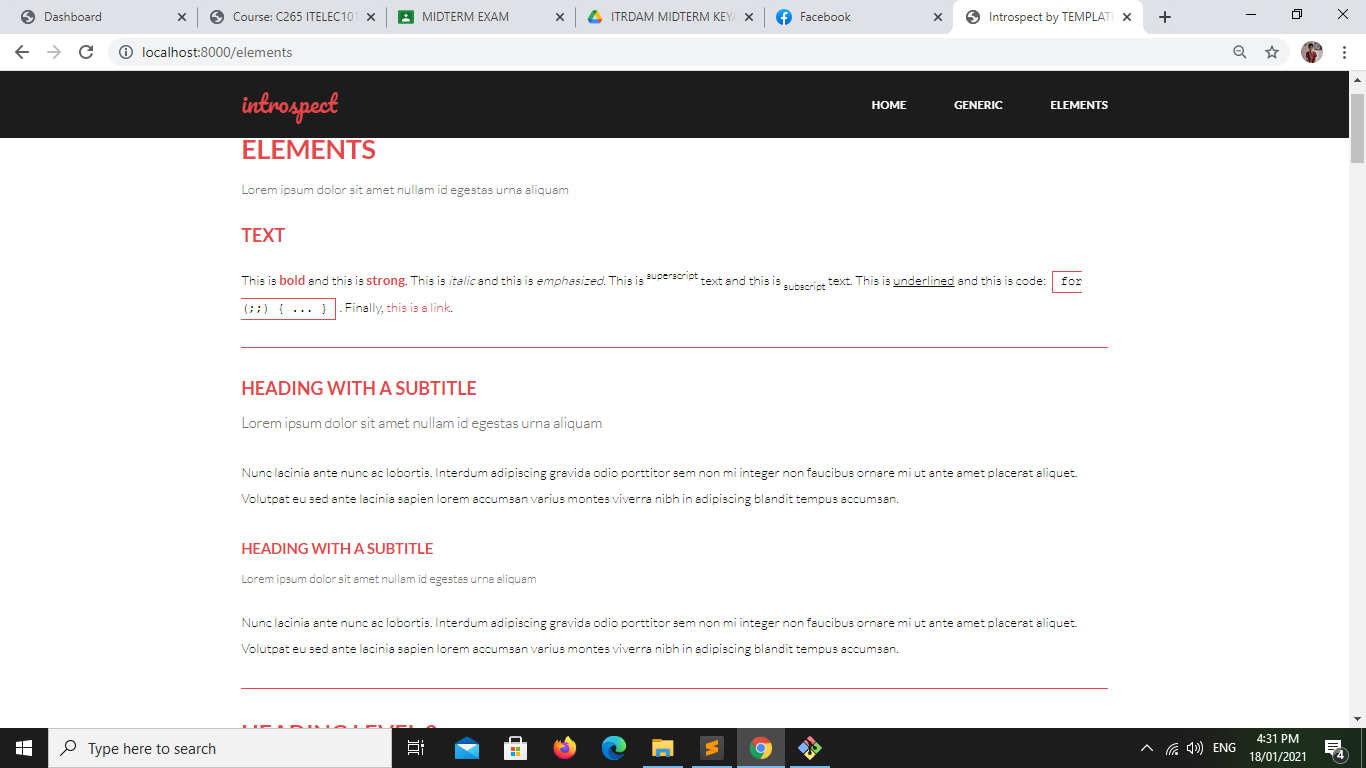 Dashboard
Course: C265 ITELEC101
MIDTERM EXAM
ITRDAM MIDTERM KEYA
Facebook
Introspect by TEMPLAT
localhost:8000/elements
introspect
HOME
GENERIC
ELEMENTS
ELEMENTS
Lorem ipsum dolor sit amet nullam id egestas urna aliquam
TEXT
This is bold and this is strong. This is italic and this is emphasized. This is superscript text and this is subscript text. This is underlined and this is code: for
(;;) { ... } . Finally, this is a link.
HEADING WITH A SUBTITLE
Lorem ipsum dolor sit amet nullam id egestas urna aliquam
Nunc lacinia ante nunc ac lobortis. Interdum adipiscing gravida odio porttitor sem non mi integer non faucibus ornare mi ut ante amet placerat aliquet.
Volutpat eu sed ante lacinia sapien lorem accumsan varius montes viverra nibh in adipiscing blandit tempus accumsan.
HEADING WITH A SUBTITLE
Lorem ipsum dolor sit amet nullam id egestas urna aliquam
Nunc lacinia ante nunc ac lobortis. Interdum adipiscing gravida odio porttitor sem non mi integer non faucibus ornare mi ut ante amet placerat aliquet.
Volutpat eu sed ante lacinia sapien lorem accumsan varius montes viverra nibh in adipiscing blandit tempus accumsan.
HEADING LEVEL 2
Type here to search
ENG
4:31 PM
18/01/2021
4